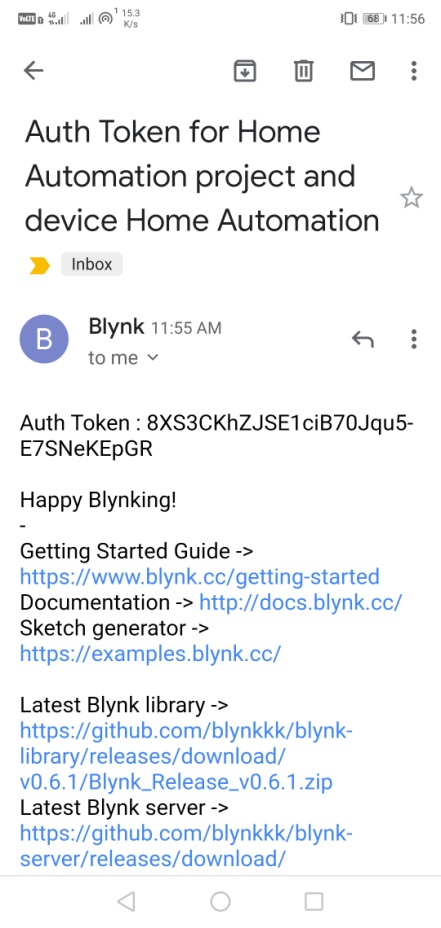 VoLTE 4G 1 15.3 K/s 68 11:56
Auth Token for Home
Automation project and
device Home Automation
Inbox
B
Blynk 11:55 AM
to me
Auth Token : 8XS3CKhZJSE1ciB70Jqu5-
E7SNeKEpGR
Happy Blynking!
-
Getting Started Guide ->
https://www.blynk.cc/getting-started
Documentation -> http://docs.blynk.cc/
Sketch generator ->
https://examples.blynk.cc/
Latest Blynk library ->
https://github.com/blynkkk/blynk-
library/releases/download/
v0.6.1/Blynk_Release_v0.6.1.zip
Latest Blynk server ->
https://github.com/blynkkk/blynk-
server/releases/download/